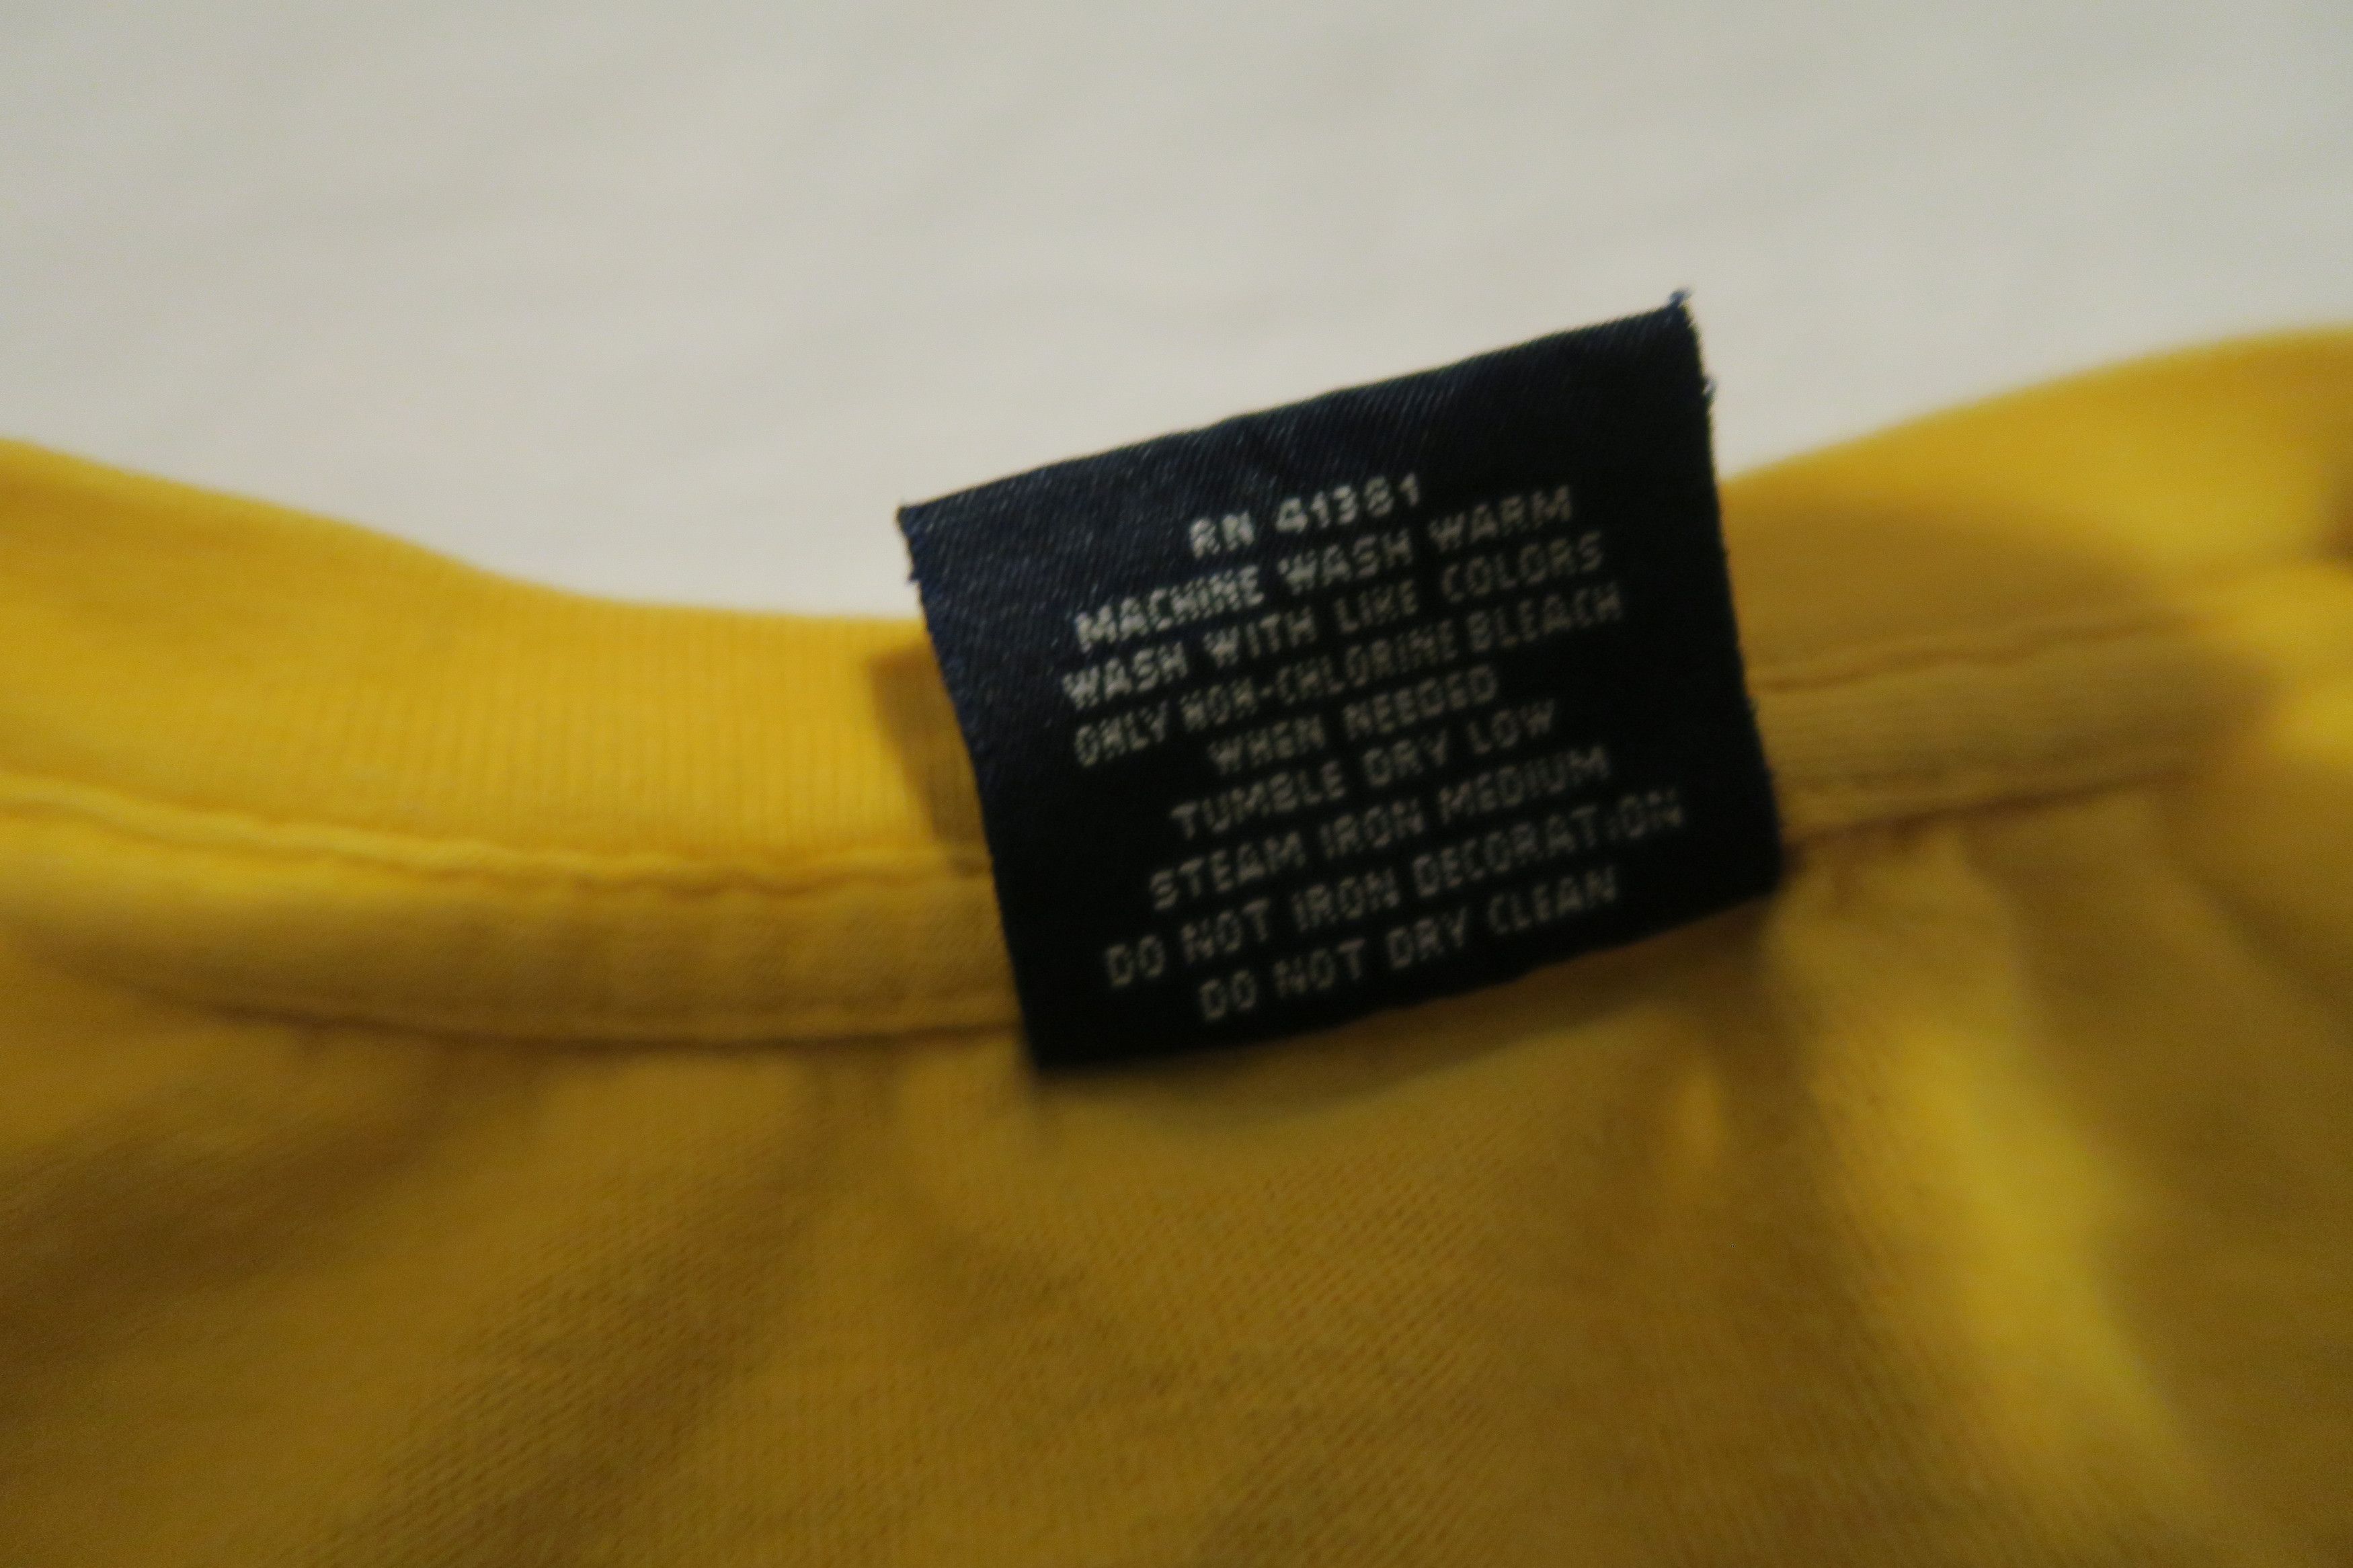 RN 41381
MACHINE WASH WARM
WASH WITH LIKE COLORS
ONLY NON-CHLORINE BLEACH
WHEN NEEDED
TUMBLE DRY LOW
STEAM IRON MEDIUM
DO NOT IRON DECORATION
DO NOT DRY CLEAN